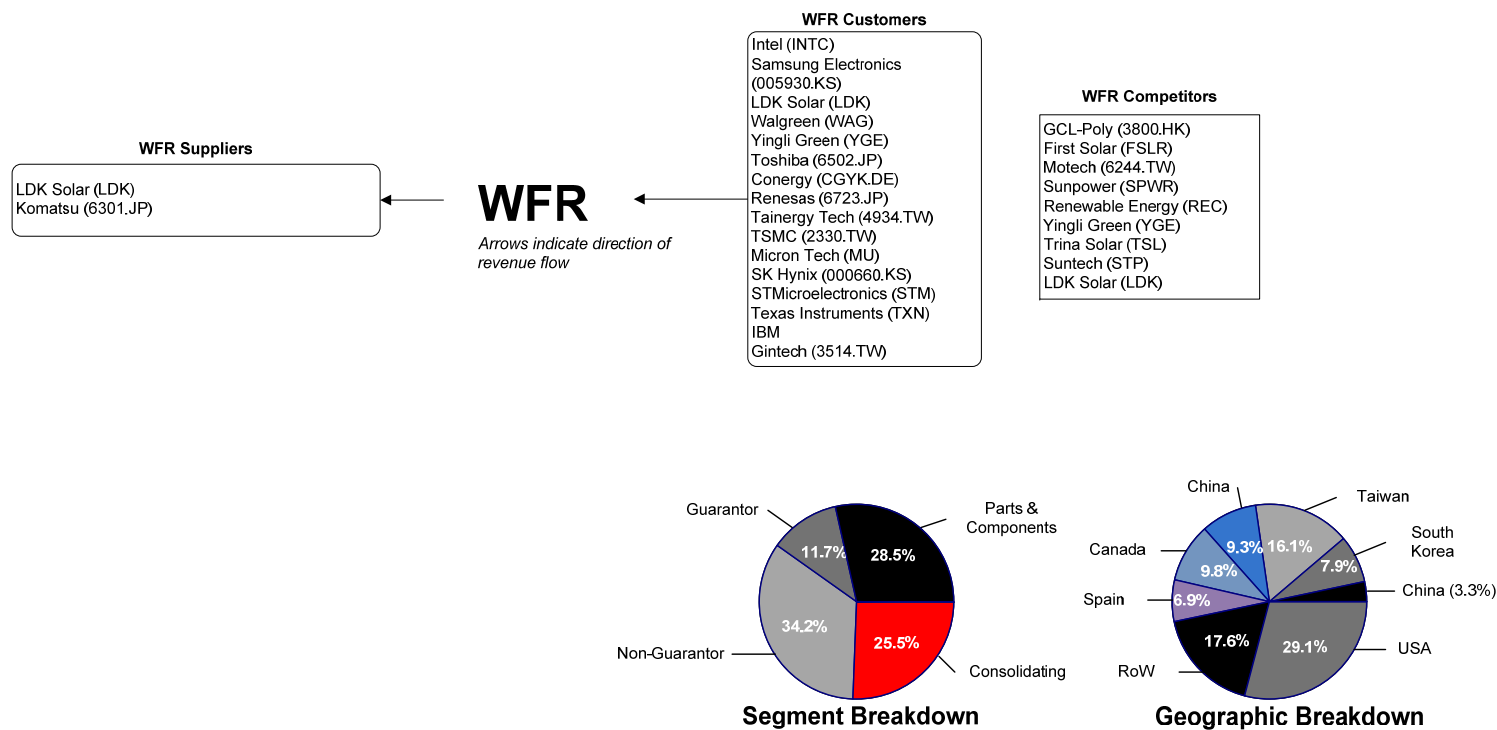 WFR Customers
Intel (INTC)
Samsung Electronics
(005930.KS)
LDK Solar (LDK)
Walgreen (WAG)
Yingli Green (YGE)
Toshiba (6502.JP)
Conergy (CGYK.DE)
Renesas (6723.JP)
Tainergy Tech (4934.TW)
TSMC (2330.TW)
Micron Tech (MU)
SK Hynix (000660.KS)
STMicroelectronics (STM)
Texas Instruments (TXN)
IBM
Gintech (3514.TW)
WFR Competitors
GCL-Poly (3800.HK)
First Solar (FSLR)
Motech (6244.TW)
Sunpower (SPWR)
Renewable Energy (REC)
Yingli Green (YGE)
Trina Solar (TSL)
Suntech (STP)
LDK Solar (LDK)
WFR Suppliers
LDK Solar (LDK)
Komatsu (6301.JP)
WFR
Arrows indicate direction of
revenue flow
Guarantor
Parts &
Components
11.7%
28.5%
34.2%
25.5%
Non-Guarantor
Consolidating
Segment Breakdown
China
Taiwan
South
Korea
Canada
9.3%
16.1%
7.9%
9.8%
China (3.3%)
Spain
6.9%
17.6%
29.1%
USA
RoW
Geographic Breakdown